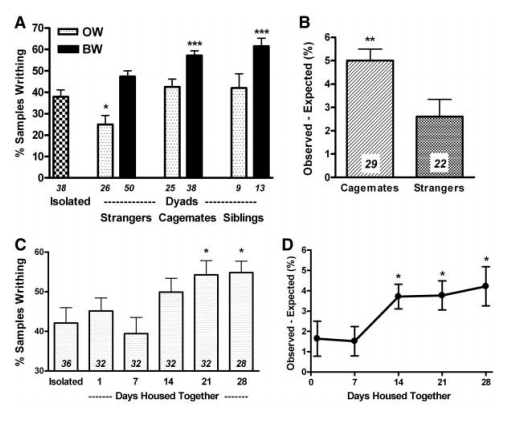 A
% Samples Writhing
70
60
50
40
30
20
10
0
OW
BW
*
***
***
38 26 50 25 38 9 13
Isolated ------------- Dyads -------------
Strangers Cagemates Siblings
B
Observed - Expected (%)
6
5
4
3
2
1
0
**
29 22
Cagemates Strangers
C
% Samples Writhing
60
50
40
30
* *
36 32 32 32 32 28
Isolated 1 7 14 21 28
------- Days Housed Together -------
D
Observed - Expected (%)
6
5
4
3
2
1
0
* * *
0 7 14 21 28
Days Housed Together